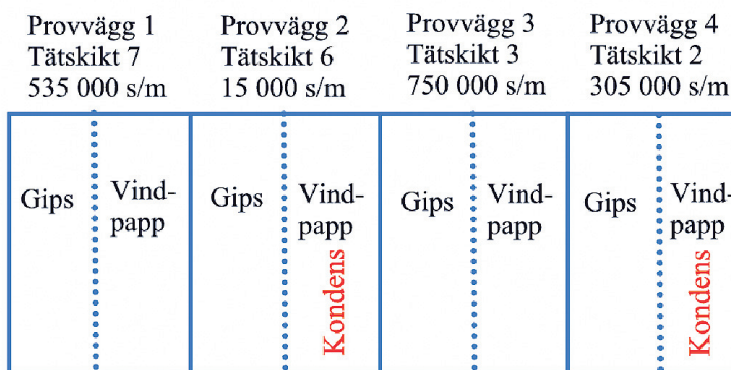 Provvägg 1
Tätskikt 7
535 000 s/m
Provvägg 2
Tätskikt 6
15 000 s/m
Provvägg 3
Tätskikt 3
750 000 s/m
Provvägg 4
Tätskikt 2
305 000 s/m
Gips
Vind-
papp
Gips
Vind-
papp
Kondens
Gips
Vind-
papp
Gips
Vind-
papp
Kondens